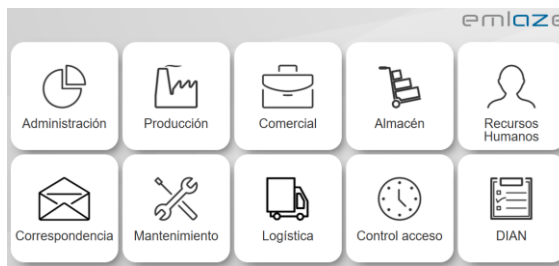 emlaze
Administración
Producción
Comercial
Almacén
Recursos
Humanos
Correspondencia
Mantenimiento
Logística
Control acceso
DIAN